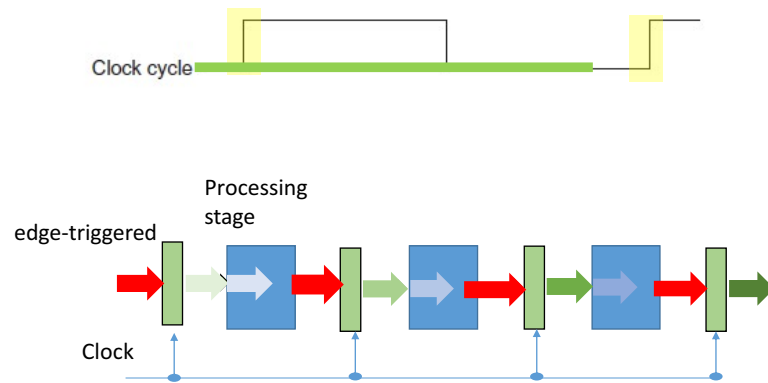 Clock cycle
Processing
stage
edge-triggered
Clock